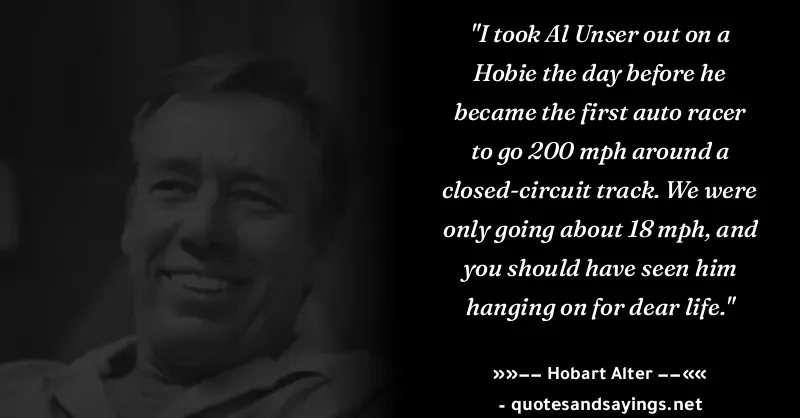 "I took Al Unser out on a
Hobie the day before he
became the first auto racer
to go 200 mph around a
closed-circuit track. We were
only going about 18 mph, and
you should have seen him
hanging on for dear life."
»»−− Hobart Alter −−««
- quotesandsayings.net